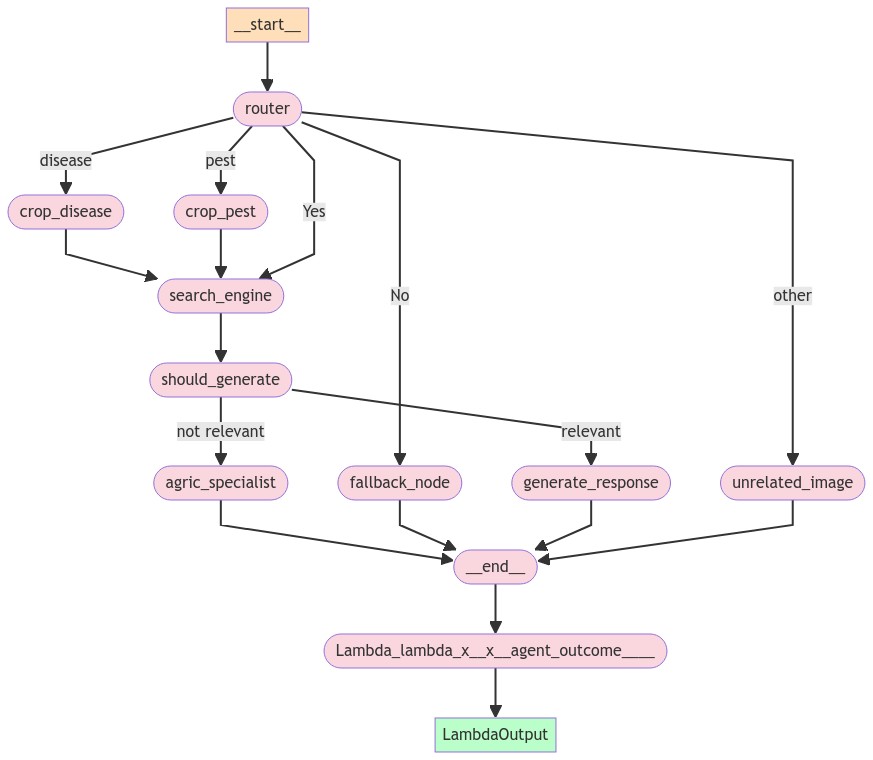 __start__
router
disease
pest
crop_disease
crop_pest
Yes
search_engine
No
other
should_generate
not relevant
relevant
agric_specialist
fallback_node
generate_response
unrelated_image
__end__
Lambda_lambda_x__x__agent_outcome____
LambdaOutput